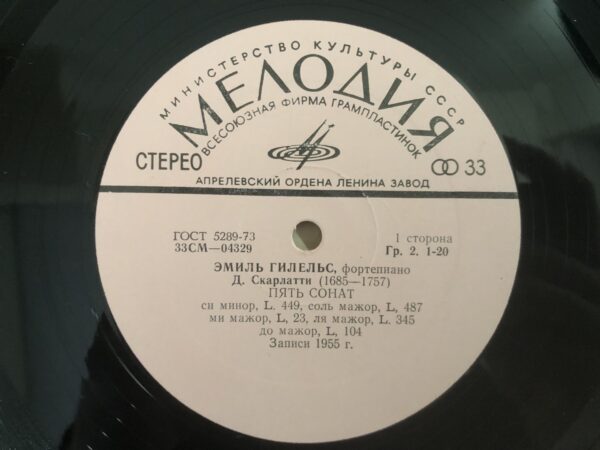 МИНИСТЕРСТВО КУЛЬТУРЫ СССР
МЕЛОДИЯ
ВСЕСОЮЗНАЯ ФИРМА ГРАМПЛАСТИНОК
СТЕРЕО
33
АПРЕЛЕВСКИЙ ОРДЕНА ЛЕНИНА ЗАВОД
ГОСТ 5289-73
1 сторона
33СМ—04329
Гр. 2. 1-20
ЭМИЛЬ ГИЛЕЛЬС, фортепиано
Д. Скарлатти (1685—1757)
ПЯТЬ СОНАТ
си минор, L. 449, соль мажор, L, 487
ми мажор, L, 23, ля мажор, L. 345
до мажор, L, 104
Записи 1955 г.